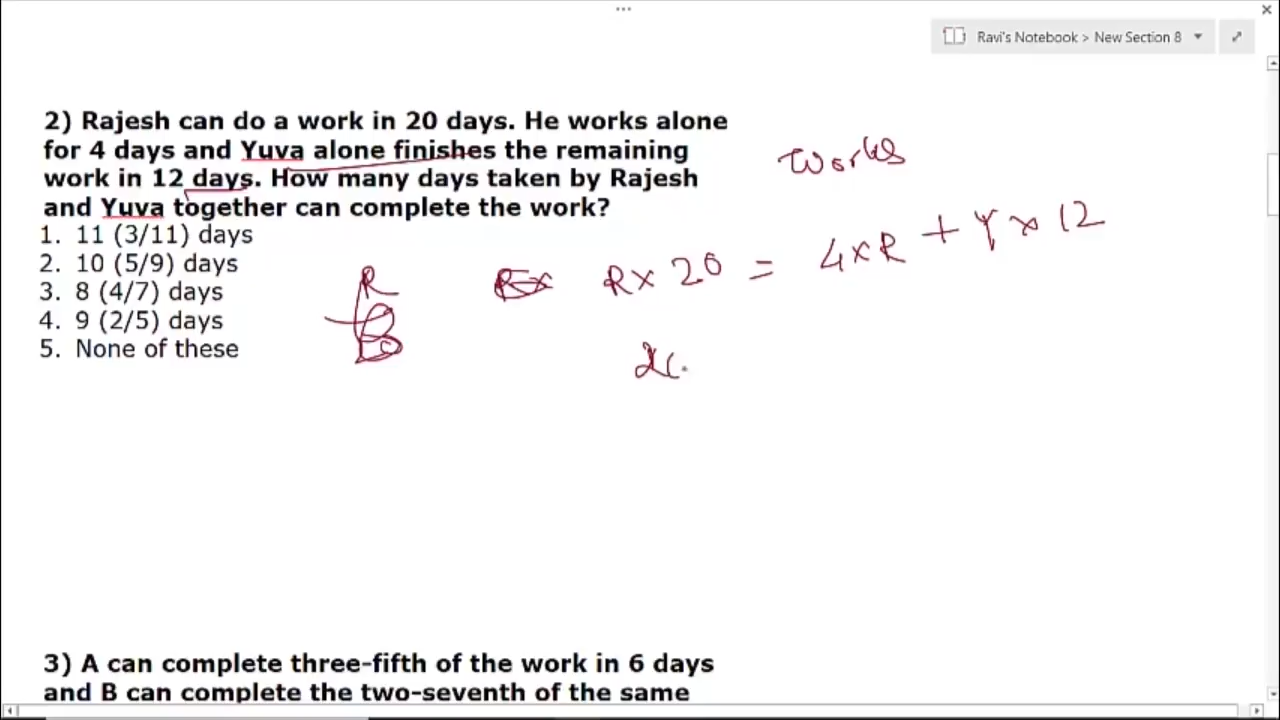 Ravi's Notebook > New Section 8
2) Rajesh can do a work in 20 days. He works alone
for 4 days and Yuva alone finishes the remaining
work in 12 days. How many days taken by Rajesh
and Yuva together can complete the work?
1. 11 (3/11) days
2. 10 (5/9) days
3. 8 (4/7) days
4. 9 (2/5) days
5. None of these
Works
R
R × 20 = 4 × R + Y × 12
3) A can complete three-fifth of the work in 6 days
and B can complete the two-seventh of the same